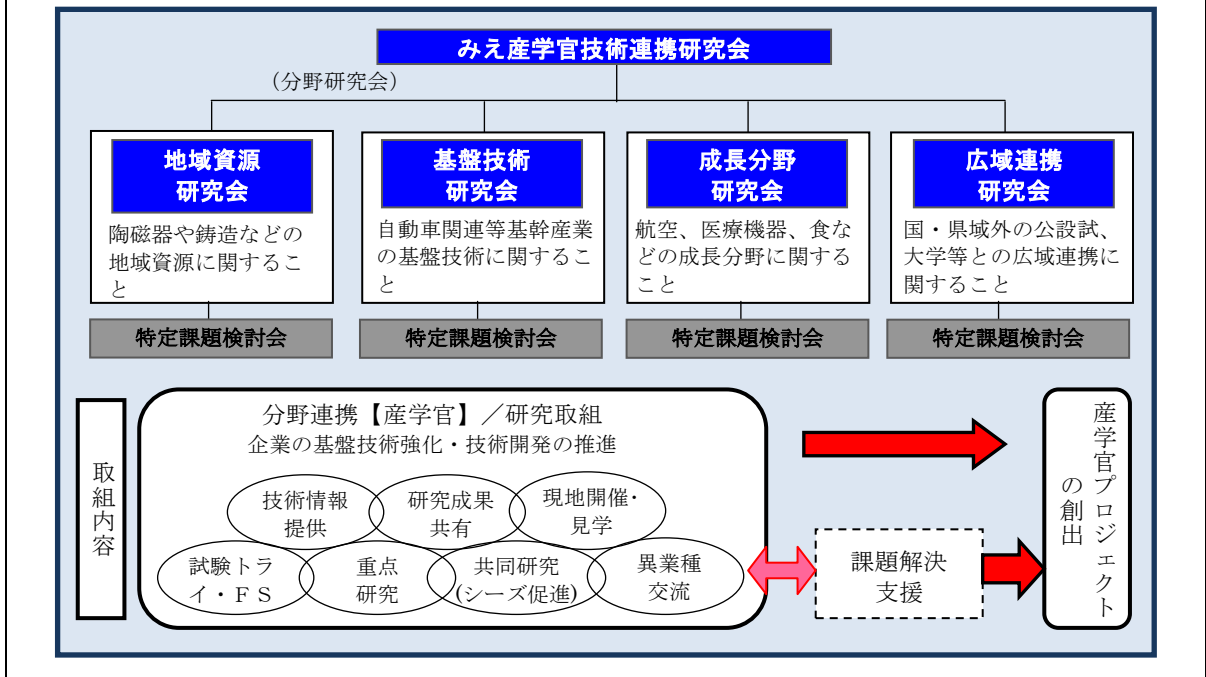 みえ産学官技術連携研究会
(分野研究会)
地域資源
研究会
陶磁器や鋳造などの
地域資源に関するこ
と
特定課題検討会
基盤技術
研究会
自動車関連等基幹産業
の基盤技術に関するこ
と
特定課題検討会
成長分野
研究会
航空、医療機器、食な
どの成長分野に関する
こと
特定課題検討会
広域連携
研究会
国・県域外の公設試、
大学等との広域連携に
関すること
特定課題検討会
取組内容
分野連携【産学官】／研究取組
企業の基盤技術強化・技術開発の推進
技術情報
提供
研究成果
共有
現地開催・
見学
試験トラ
イ・ＦＳ
重点
研究
共同研究
(シーズ促進)
異業種
交流
課題解決
支援
産学官プロジェクト
の創出